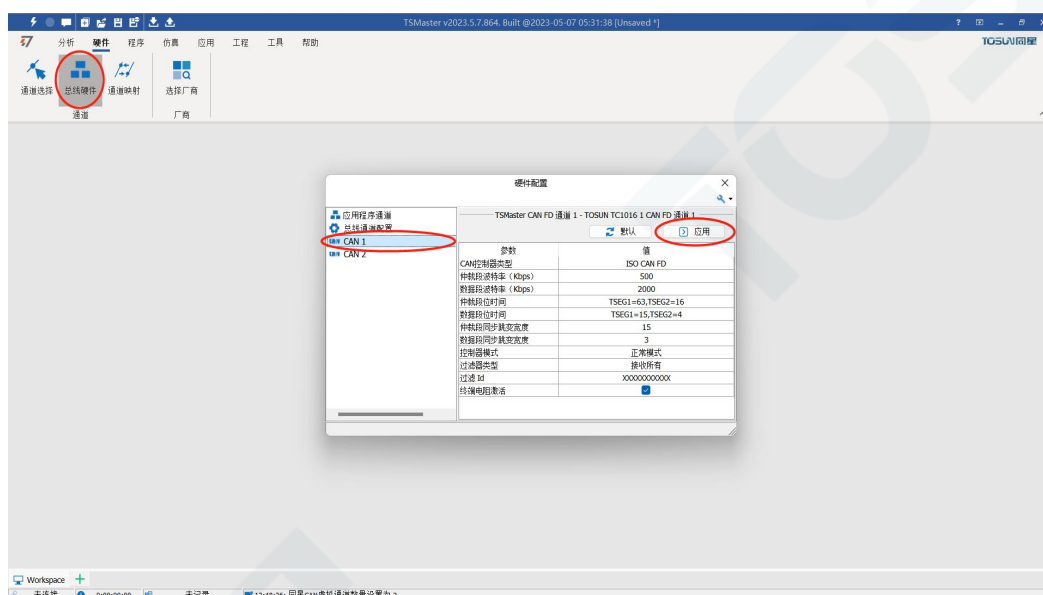 TSMaster v2023.5.7.864. Built @2023-05-07 05:31:38 [Unsaved *]
分析 硬件 程序 仿真 应用 工程 工具 帮助
TOSUN同星
通道选择 总线硬件 通道映射 选择厂商
通道 厂商
硬件配置
应用程序通道
总线通道配置
CAN 1
CAN 2
TSMaster CAN FD 通道 1 - TOSUN TC1016 1 CAN FD 通道 1
默认 应用
参数 值
CAN控制器类型 ISO CAN FD
仲裁段波特率（Kbps） 500
数据段波特率（Kbps） 2000
仲裁段位时间 TSEG1=63,TSEG2=16
数据段位时间 TSEG1=15,TSEG2=4
仲裁段同步跳变宽度 15
数据段同步跳变宽度 3
控制器模式 正常模式
过滤器类型 接收所有
过滤 Id XXXXXXXXXXX
终端电阻激活
Workspace
未连接 0:00:00:00 未记录